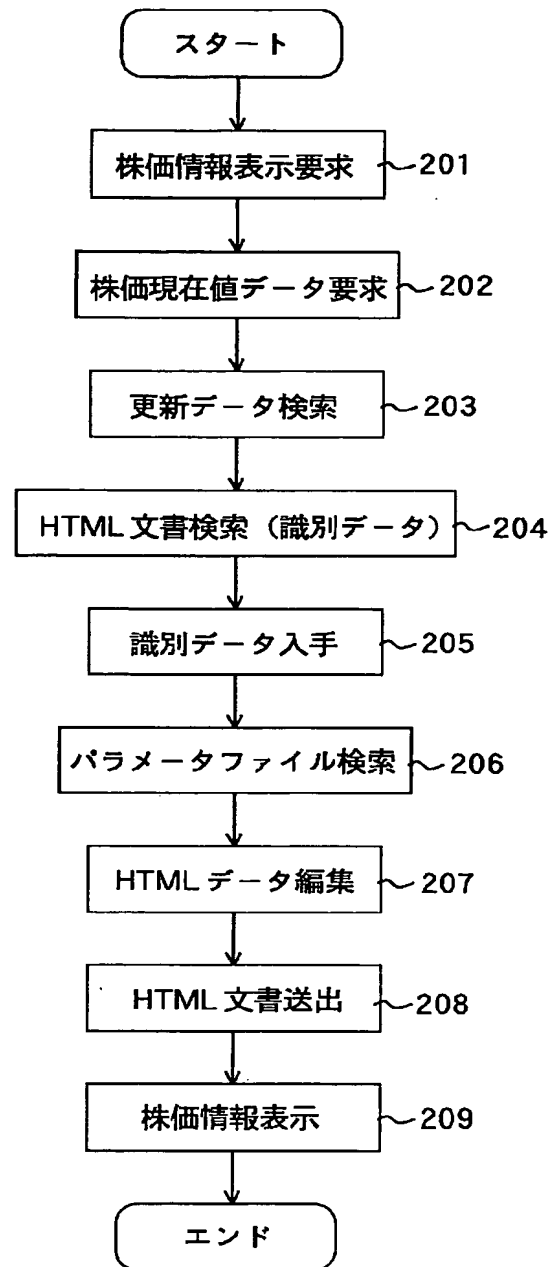 スタート
株価情報表示要求 201
株価現在値データ要求 202
更新データ検索 203
HTML文書検索（識別データ） 204
識別データ入手 205
パラメータファイル検索 206
HTMLデータ編集 207
HTML文書送出 208
株価情報表示 209
エンド